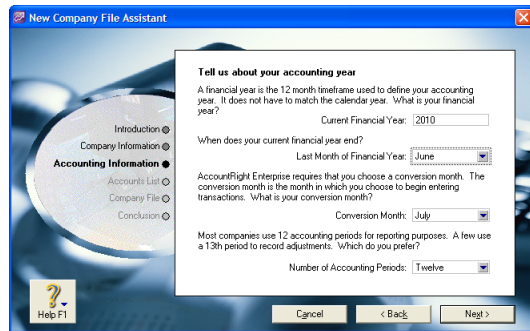 New Company File Assistant
Tell us about your accounting year
A financial year is the 12 month timeframe used to define your accounting
year. It does not have to match the calendar year. What is your financial
year?
Current Financial Year: 2010
When does your current financial year end?
Last Month of Financial Year: June
AccountRight Enterprise requires that you choose a conversion month. The
conversion month is the month in which you choose to begin entering
transactions. What is your conversion month?
Conversion Month: July
Most companies use 12 accounting periods for reporting purposes. A few use
a 13th period to record adjustments. Which do you prefer?
Number of Accounting Periods: Twelve
Introduction
Company Information
Accounting Information
Accounts List
Company File
Conclusion
Help F1
Cancel
< Back
Next >